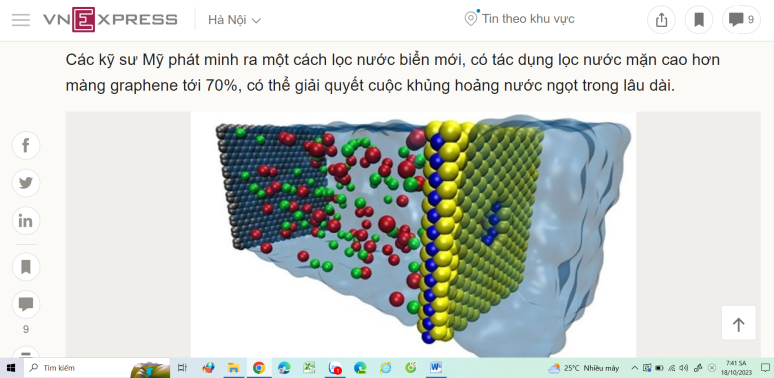 VNEXPRESS
Hà Nội
Tin theo khu vực
9
Các kỹ sư Mỹ phát minh ra một cách lọc nước biển mới, có tác dụng lọc nước mặn cao hơn
màng graphene tới 70%, có thể giải quyết cuộc khủng hoảng nước ngọt trong lâu dài.
9
Tìm kiếm
25°C Nhiều mây
7:41 SA
18/10/2023